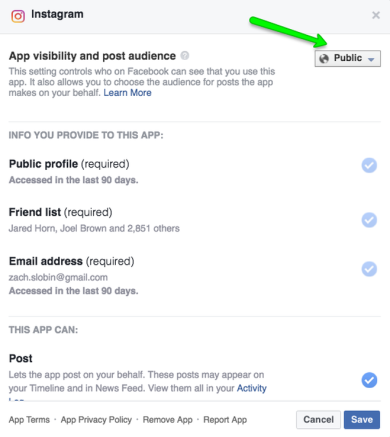 Instagram
App visibility and post audience
Public
This setting controls who on Facebook can see that you use this
app. It also allows you to choose the audience for posts the app
makes on your behalf. Learn More
INFO YOU PROVIDE TO THIS APP:
Public profile (required)
Accessed in the last 90 days.
Friend list (required)
Jared Horn, Joel Brown and 2,851 others
Email address (required)
zach.slobin@gmail.com
Accessed in the last 90 days.
THIS APP CAN:
Post
Lets the app post on your behalf. These posts may appear on
your Timeline and in News Feed. View them all in your Activity
App Terms · App Privacy Policy · Remove App · Report App
Cancel
Save